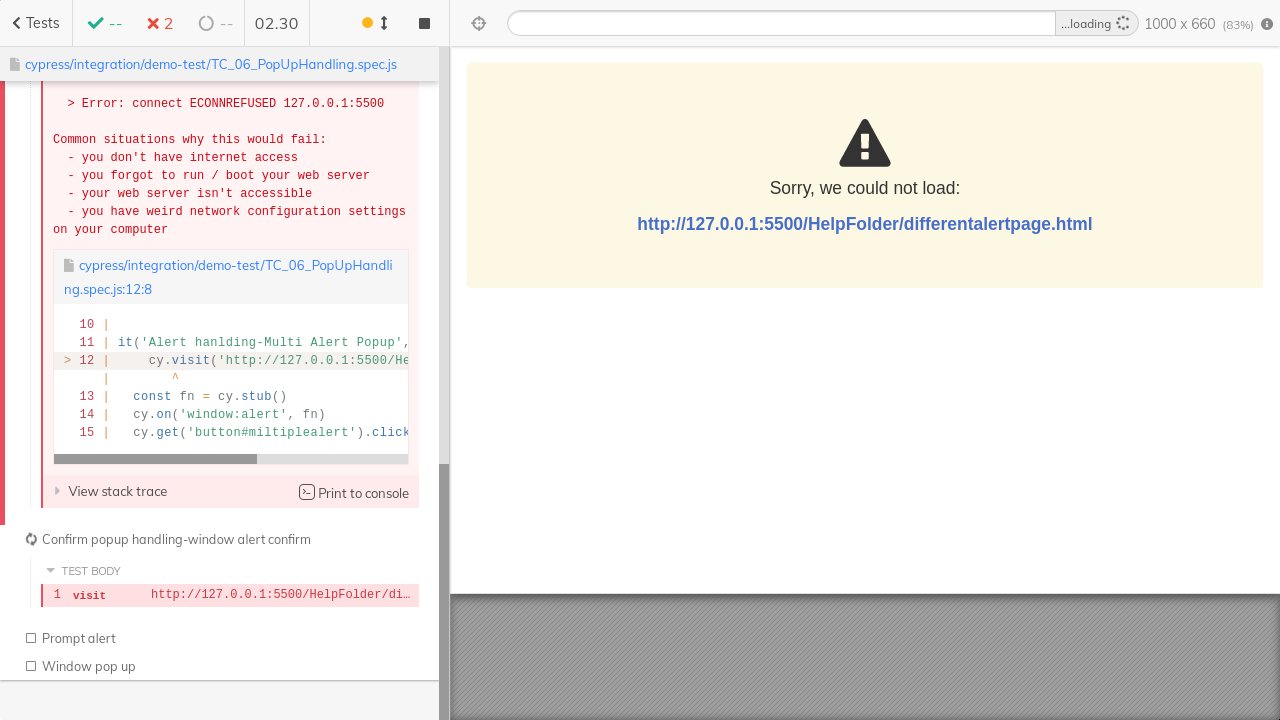 Tests
--
2
--
02.30
...loading
1000 x 660 (83%)
cypress/integration/demo-test/TC_06_PopUpHandling.spec.js
> Error: connect ECONNREFUSED 127.0.0.1:5500
Common situations why this would fail:
- you don't have internet access
- you forgot to run / boot your web server
- your web server isn't accessible
- you have weird network configuration settings
on your computer
cypress/integration/demo-test/TC_06_PopUpHandli
ng.spec.js:12:8
10 |
11 | it('Alert hanlding-Multi Alert Popup',
> 12 |     cy.visit('http://127.0.0.1:5500/He
|        ^
13 |   const fn = cy.stub()
14 |   cy.on('window:alert', fn)
15 |   cy.get('button#miltiplealert').click
View stack trace
Print to console
Confirm popup handling-window alert confirm
TEST BODY
1 visit http://127.0.0.1:5500/HelpFolder/di…
Prompt alert
Window pop up
Sorry, we could not load:
http://127.0.0.1:5500/HelpFolder/differentalertpage.html